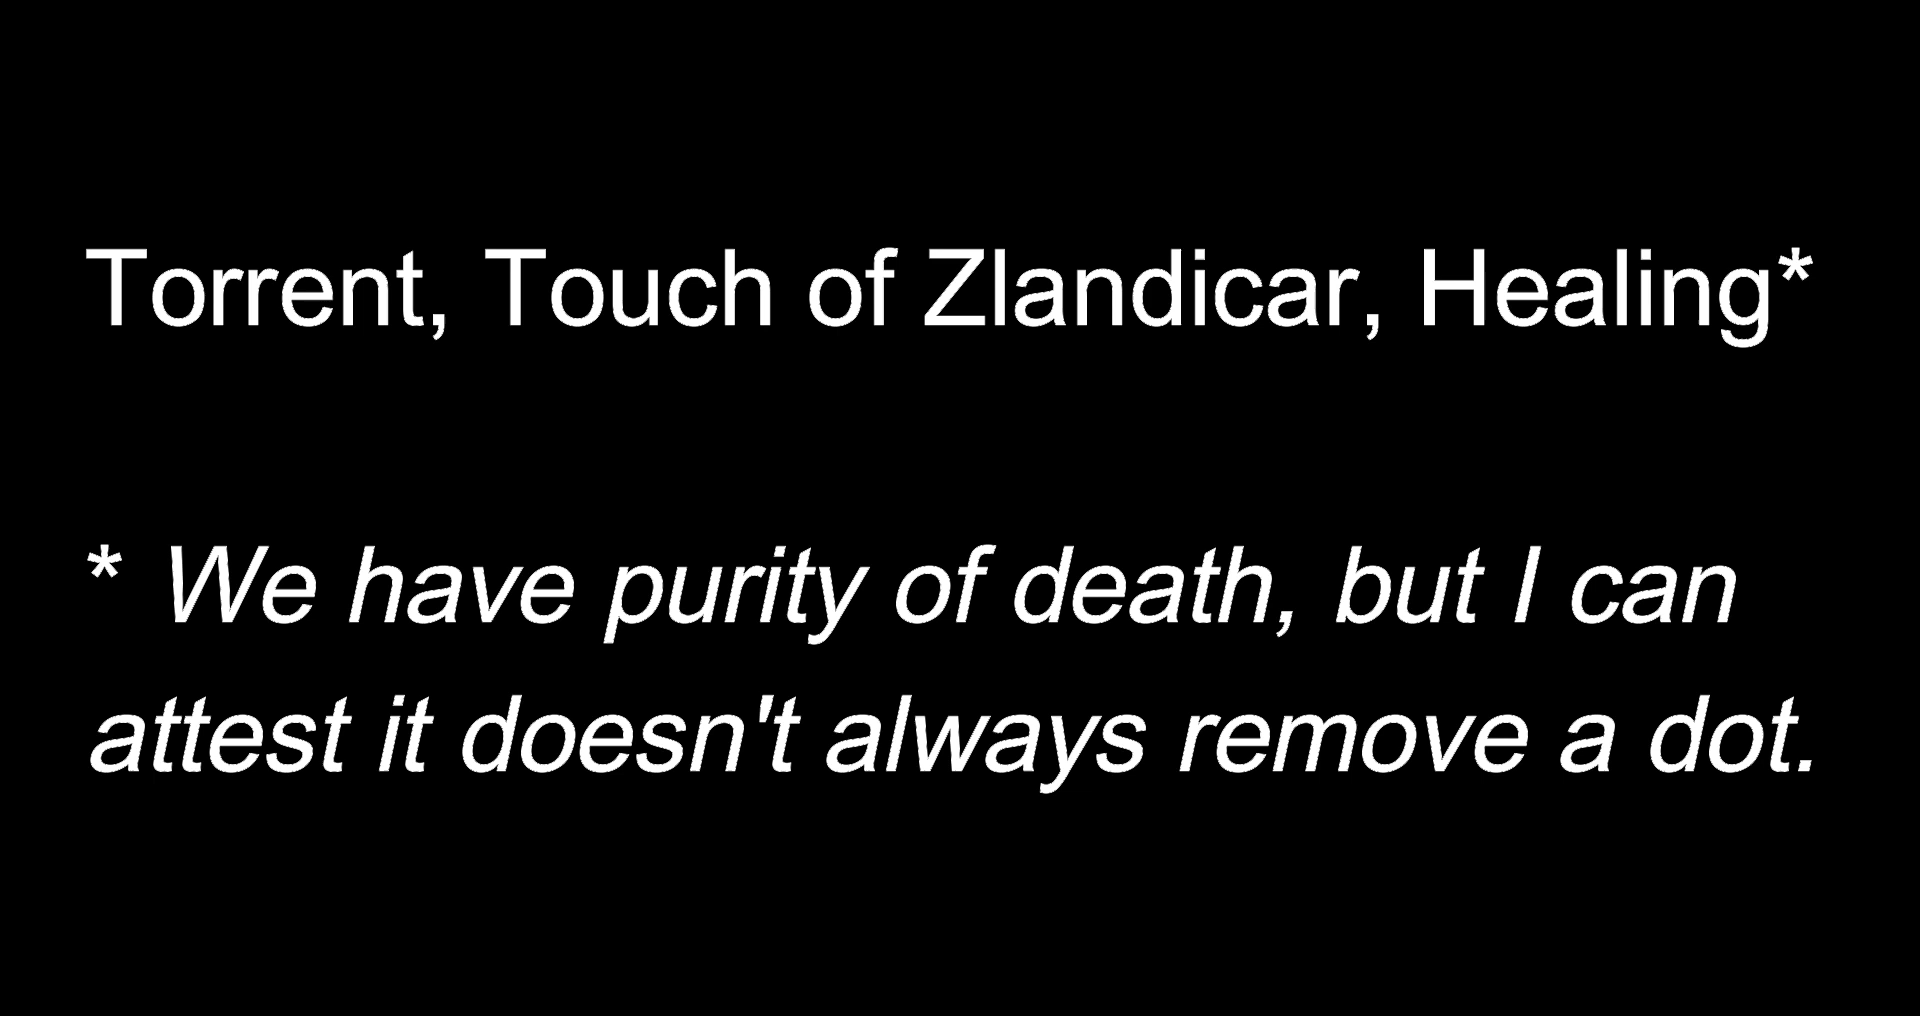 Torrent, Touch of Zlandicar, Healing*
* We have purity of death, but I can
attest it doesn't always remove a dot.